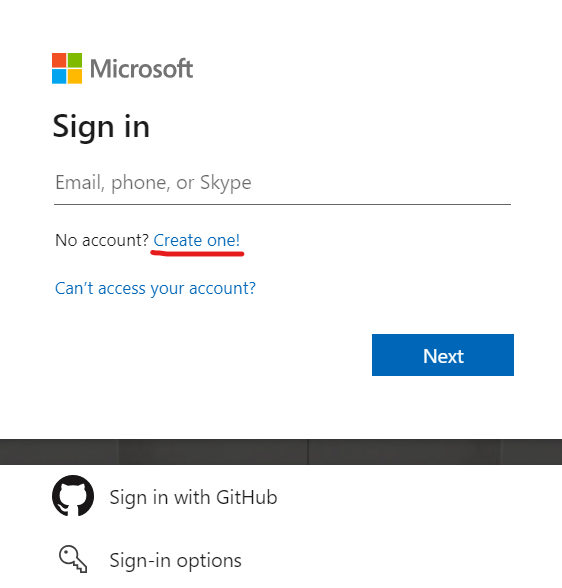 Microsoft
Sign in
Email, phone, or Skype
No account? Create one!
Can't access your account?
Next
Sign in with GitHub
Sign-in options